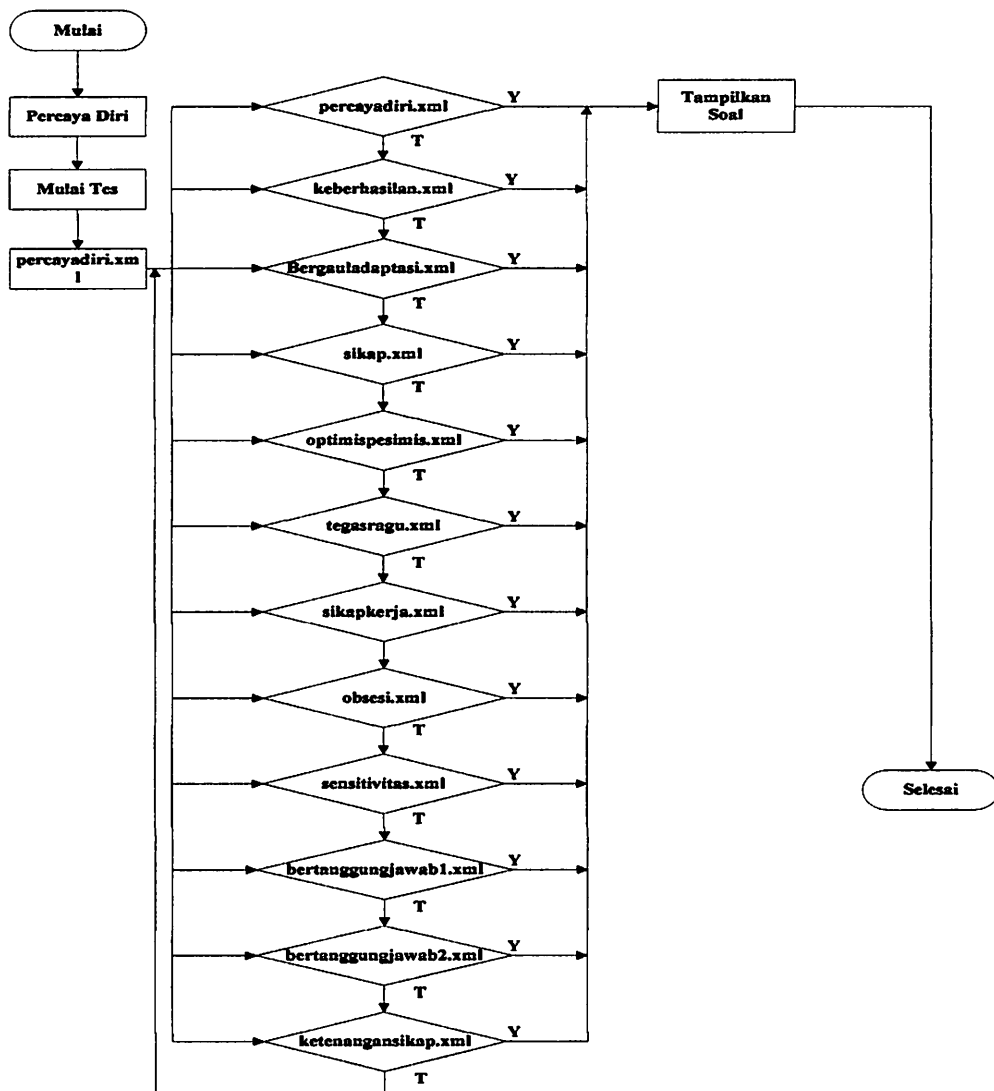 Mulai
Percaya Diri
Mulai Tes
percayadiri.xm
l
percayadiri.xml
Y
T
keberhasilan.xml
Y
T
Bergauladaptasi.xml
Y
T
sikap.xml
Y
T
optimispesimis.xml
Y
T
tegasragu.xml
Y
T
sikapkerja.xml
Y
obsesi.xml
Y
T
sensitivitas.xml
Y
T
bertanggungjawab1.xml
Y
T
bertanggungjawab2.xml
Y
T
ketenangansikap.xml
Y
T
Tampilkan
Soal
Selesai